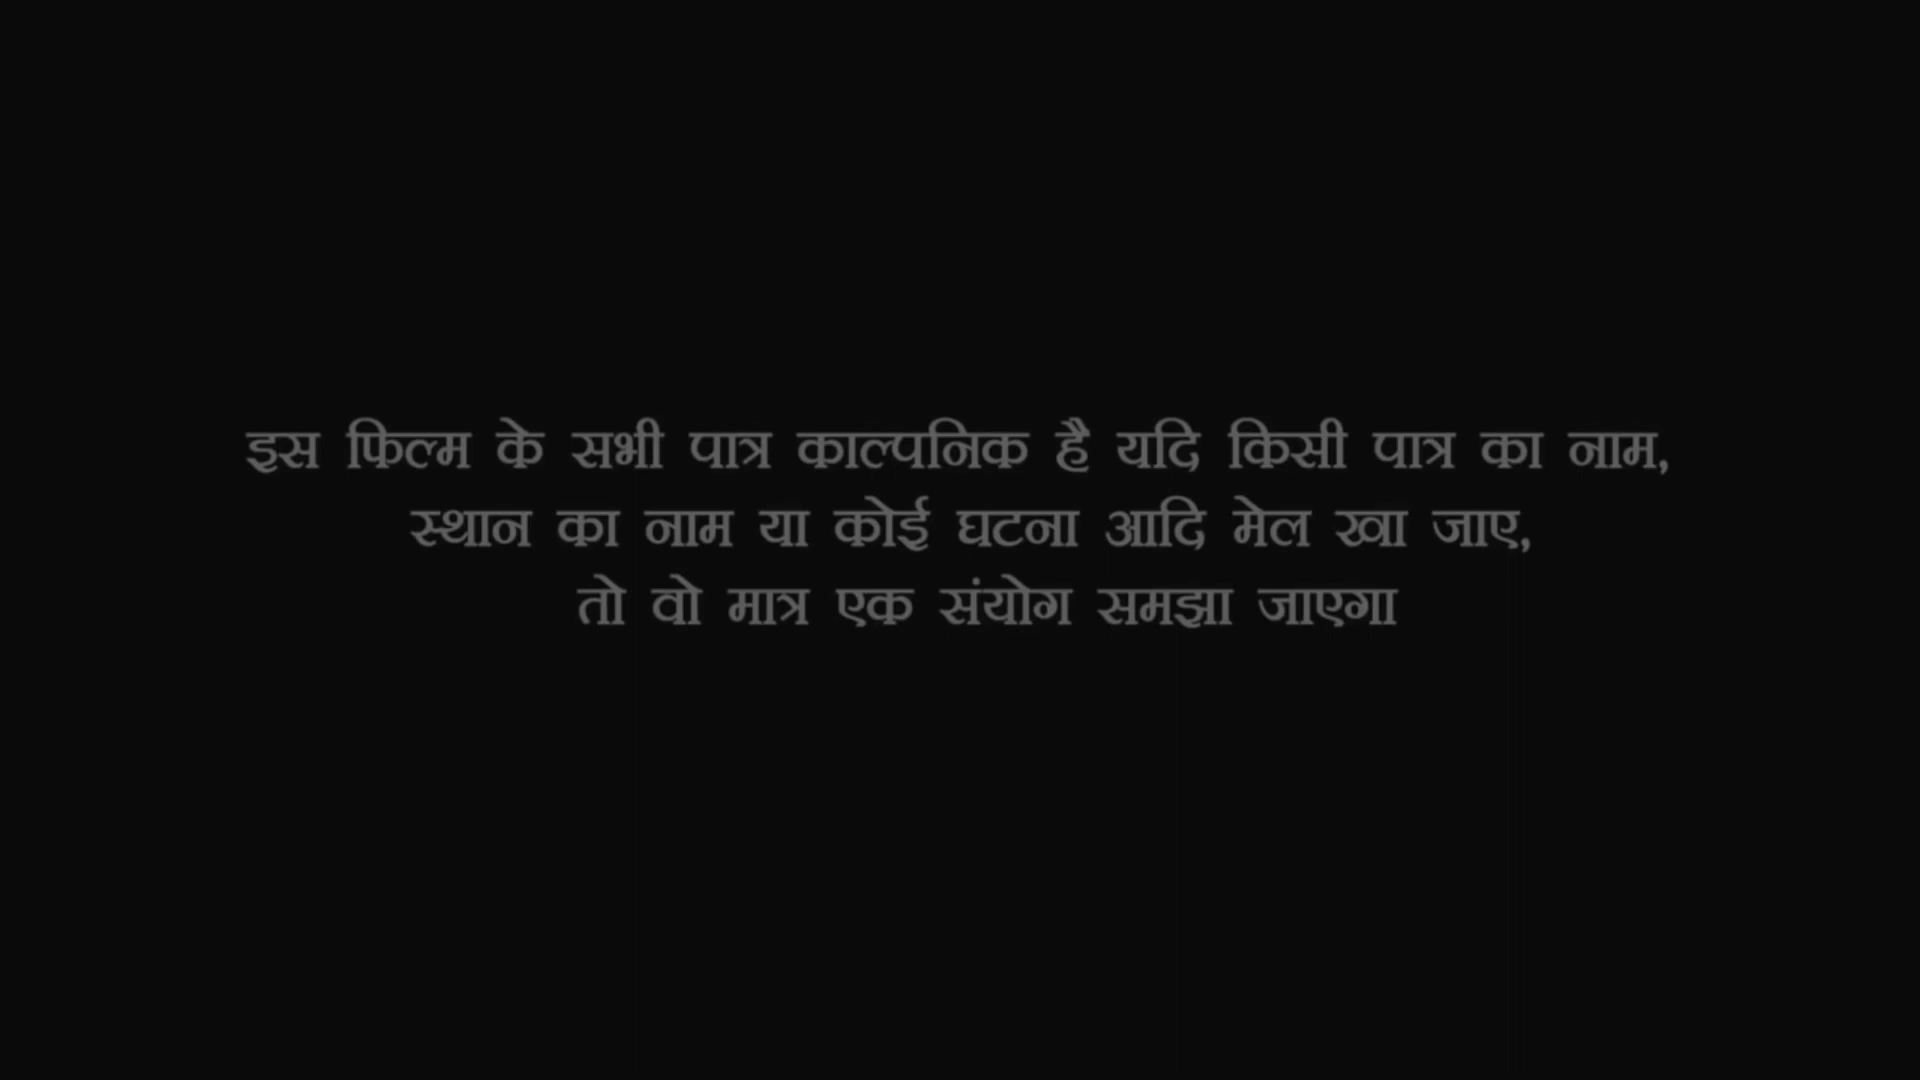 इस फिल्म के सभी पात्र काल्पनिक है यदि किसी पात्र का नाम,
स्थान का नाम या कोई घटना आदि मेल खा जाए,
तो वो मात्र एक संयोग समझा जाएगा